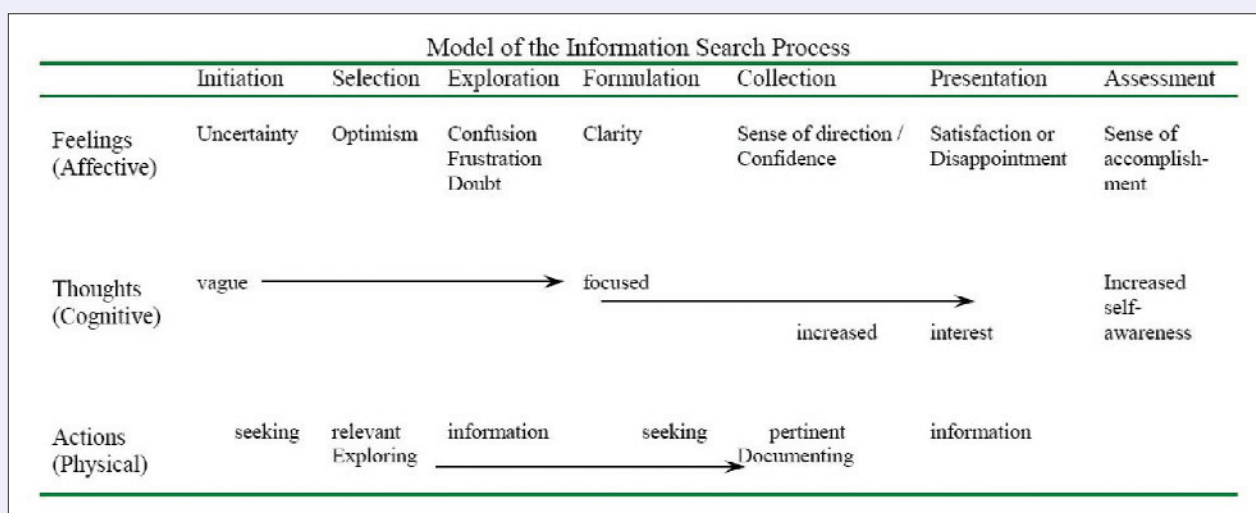 Model of the Information Search Process
Initiation Selection Exploration Formulation Collection Presentation Assessment
Feelings (Affective)
Uncertainty
Optimism
Confusion
Frustration
Doubt
Clarity
Sense of direction /
Confidence
Satisfaction or
Disappointment
Sense of
accomplish-
ment
Thoughts
(Cognitive)
vague
focused
increased interest
Increased
self-
awareness
Actions
(Physical)
seeking relevant information seeking pertinent information
Exploring Documenting